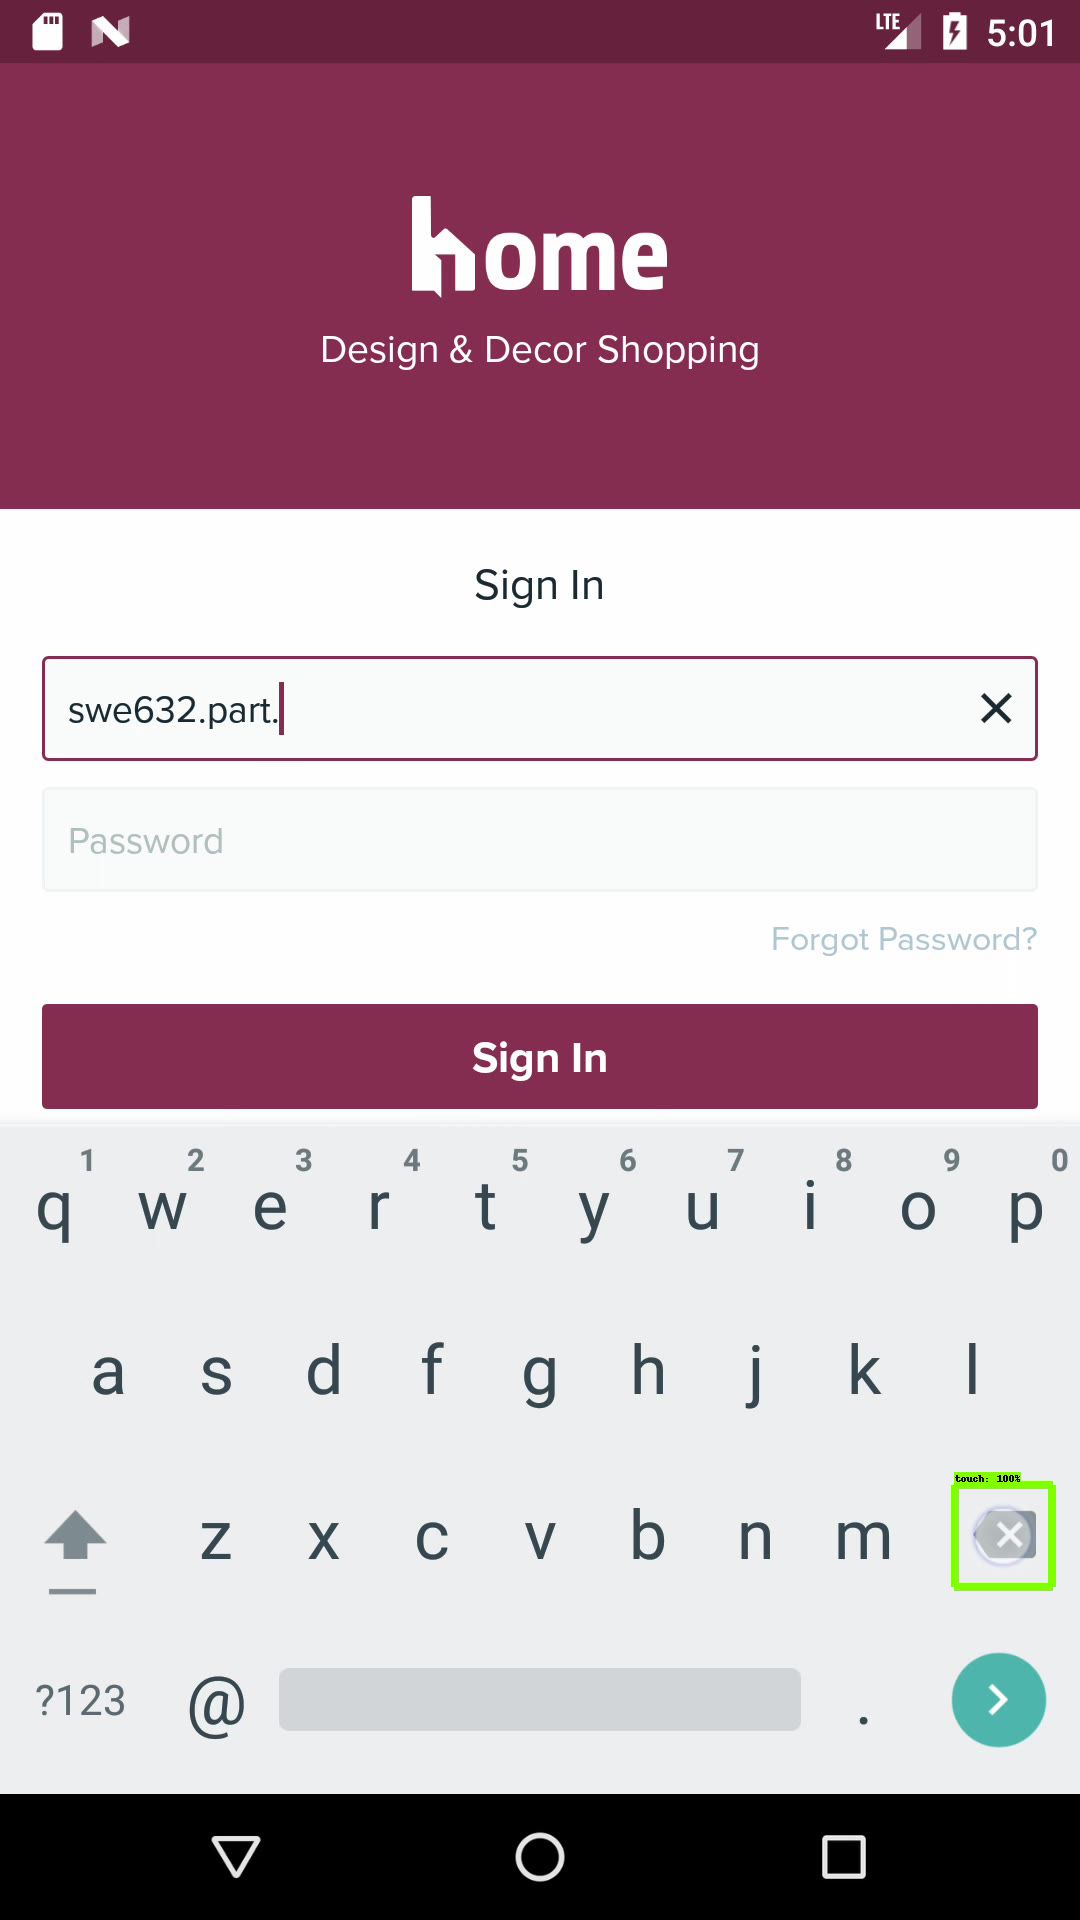 LTE 5:01
home
Design & Decor Shopping
Sign In
swe632.part.
Password
Forgot Password?
Sign In
1 2 3 4 5 6 7 8 9 0
q w e r t y u i o p
a s d f g h j k l
touch: 100%
z x c v b n m
?123 @ .